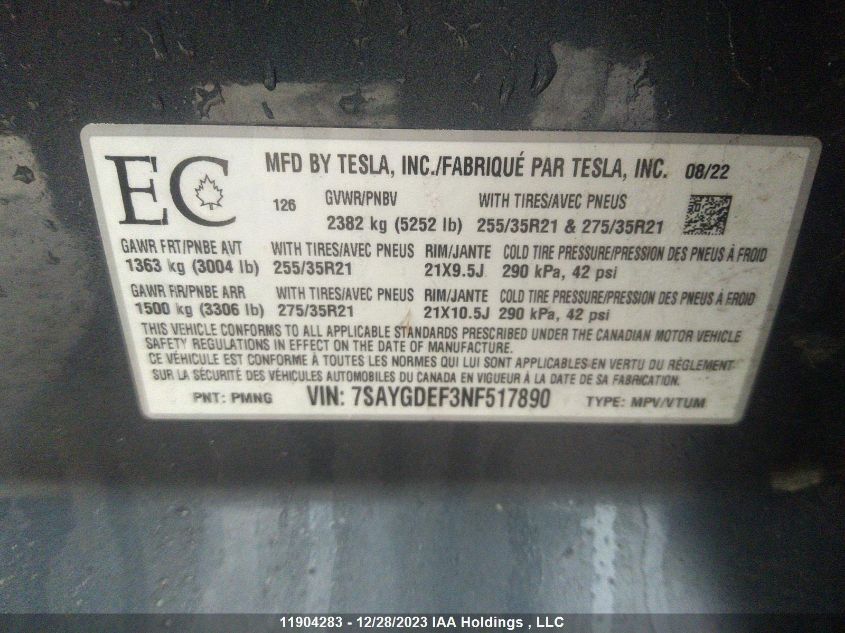 EC
MFD BY TESLA, INC./FABRIQUÉ PAR TESLA, INC. 08/22
126 GVWR/PNBV WITH TIRES/AVEC PNEUS
2382 kg (5252 lb) 255/35R21 & 275/35R21
GAWR FRT/PNBE AVT WITH TIRES/AVEC PNEUS RIM/JANTE COLD TIRE PRESSURE/PRESSION DES PNEUS À FROID
1363 kg (3004 lb) 255/35R21 21X9.5J 290 kPa, 42 psi
GAWR RR/PNBE ARR WITH TIRES/AVEC PNEUS RIM/JANTE COLD TIRE PRESSURE/PRESSION DES PNEUS À FROID
1500 kg (3306 lb) 275/35R21 21X10.5J 290 kPa, 42 psi
THIS VEHICLE CONFORMS TO ALL APPLICABLE STANDARDS PRESCRIBED UNDER THE CANADIAN MOTOR VEHICLE
SAFETY REGULATIONS IN EFFECT ON THE DATE OF MANUFACTURE.
CE VÉHICULE EST CONFORME À TOUTES LES NORMES QUI LUI SONT APPLICABLES EN VERTU DU RÉGLEMENT
SUR LA SÉCURITÉ DES VÉHICULES AUTOMOBILES DU CANADA EN VIGUEUR À LA DATE DE SA FABRICATION.
PNT: PMNG VIN: 7SAYGDEF3NF517890 TYPE: MPV/VTUM
11904283 - 12/28/2023 IAA Holdings , LLC